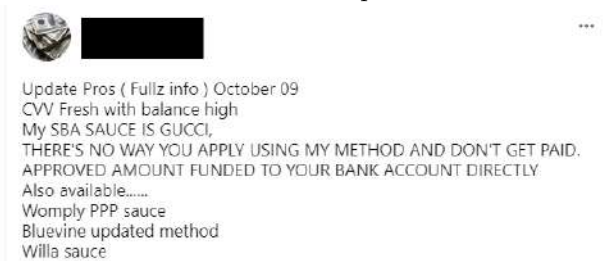 Update Pros ( Fullz info ) October 09
CVV Fresh with balance high
My SBA SAUCE IS GUCCI,
THERE'S NO WAY YOU APPLY USING MY METHOD AND DON'T GET PAID.
APPROVED AMOUNT FUNDED TO YOUR BANK ACCOUNT DIRECTLY
Also available......
Womply PPP sauce
Bluevine updated method
Willa sauce